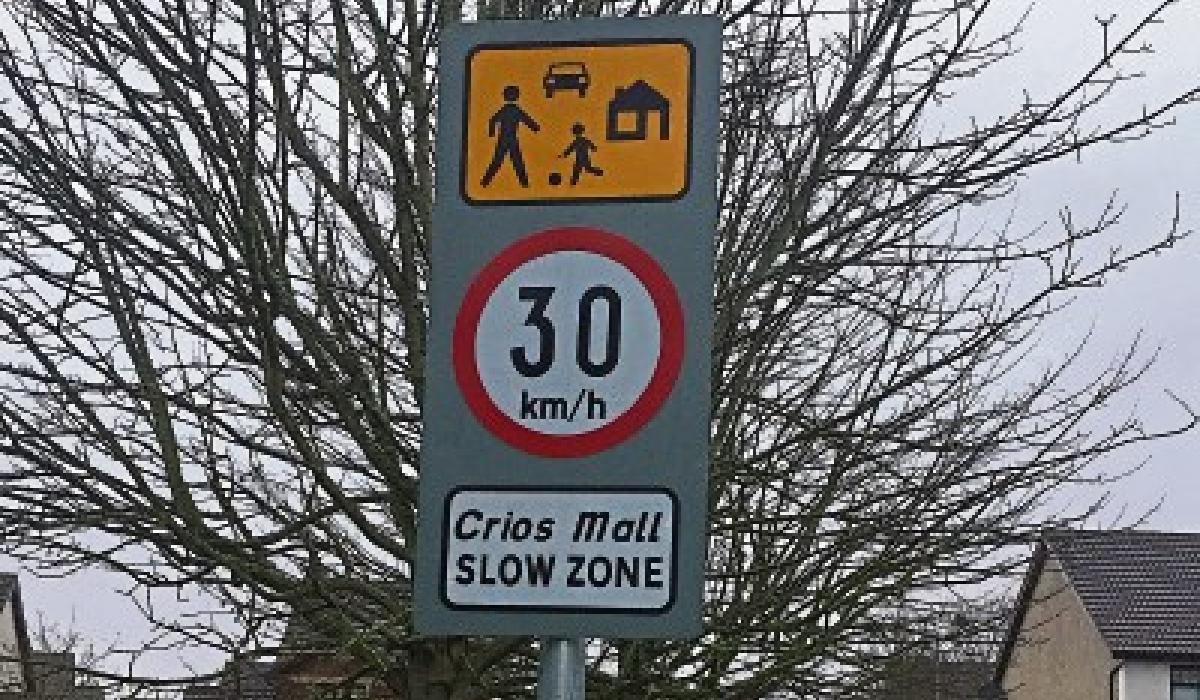 30
km/h
Crios Mall
SLOW ZONE